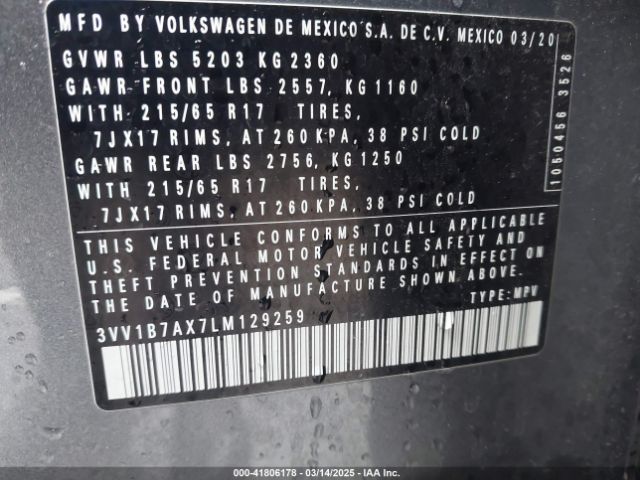 MFD BY VOLKSWAGEN DE MEXICO S.A. DE C.V. MEXICO 03/20
GVWR LBS 5203 KG 2360
GAWR-FRONT LBS 2557, KG 1160
WITH 215/65 R17 TIRES,
7JX17 RIMS, AT 260 KPA, 38 PSI COLD
GAWR REAR LBS 2756, KG 1250
WITH 215/65 R17 TIRES,
7JX17 RIMS, AT 260 KPA, 38 PSI COLD
1050456 3526
THIS VEHICLE CONFORMS TO ALL APPLICABLE
U.S. FEDERAL MOTOR VEHICLE SAFETY AND
THEFT PREVENTION STANDARDS IN EFFECT ON
THE DATE OF MANUFACTURE SHOWN ABOVE.
3VV1B7AX7LM129259 TYPE: MPV
000-41806178 - 03/14/2025 - IAA Inc.